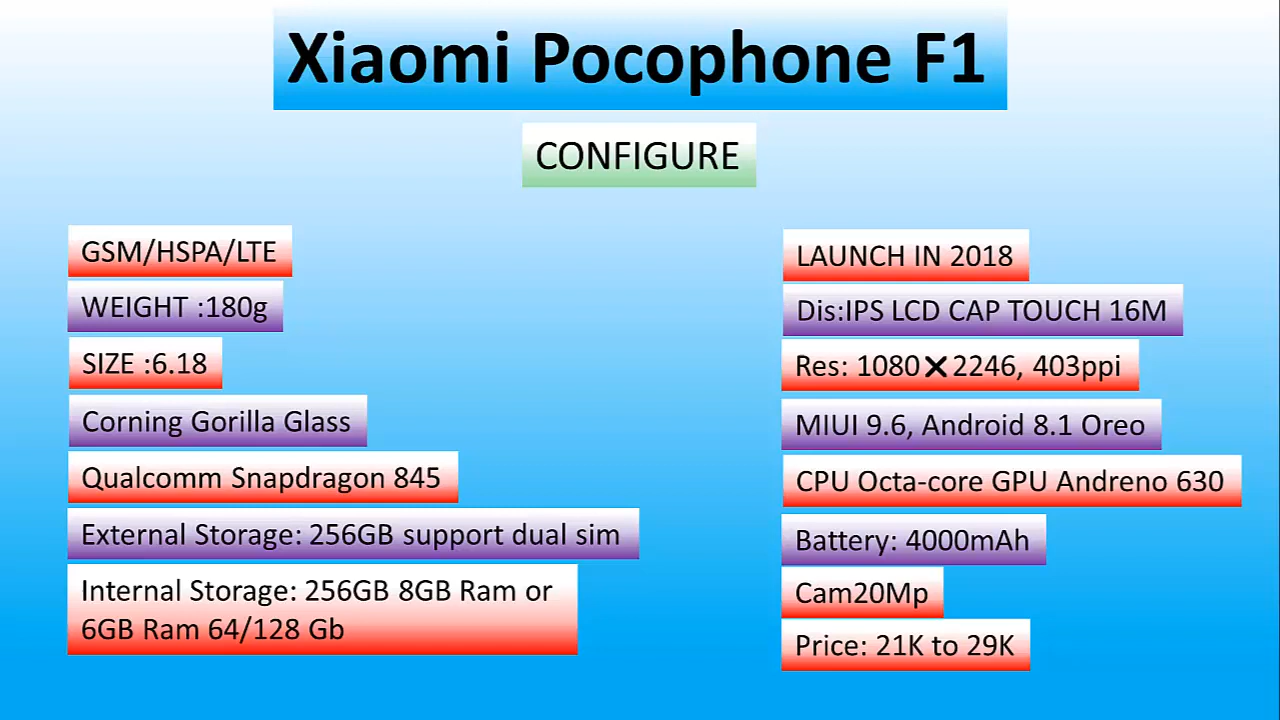 Xiaomi Pocophone F1
CONFIGURE
GSM/HSPA/LTE
WEIGHT :180g
SIZE :6.18
Corning Gorilla Glass
Qualcomm Snapdragon 845
External Storage: 256GB support dual sim
Internal Storage: 256GB 8GB Ram or
6GB Ram 64/128 Gb
LAUNCH IN 2018
Dis:IPS LCD CAP TOUCH 16M
Res: 1080❌2246, 403ppi
MIUI 9.6, Android 8.1 Oreo
CPU Octa-core GPU Andreno 630
Battery: 4000mAh
Cam20Mp
Price: 21K to 29K